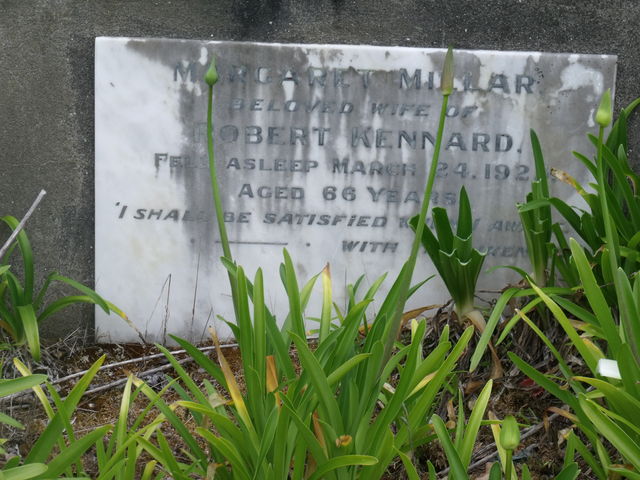 MARGARET MILLAR
BELOVED WIFE OF
ROBERT KENNARD.
FELL ASLEEP MARCH 24. 192
AGED 66 YEARS
'I SHALL BE SATISFIED
WITH